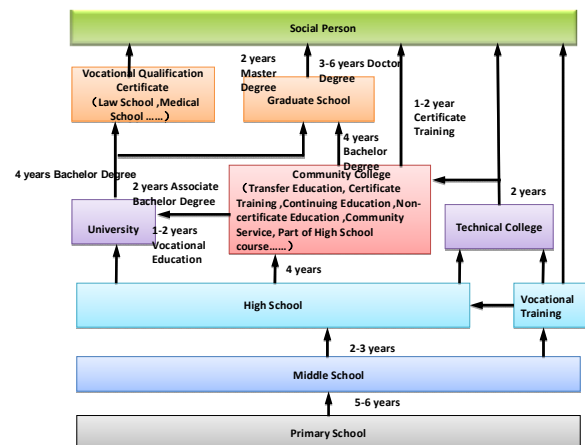 Social Person
2 years
Master
Degree
3-6 years Doctor
Degree
Vocational Qualification
Certificate
（Law School ,Medical
School ……）
Graduate School
1-2 year
Certificate
Training
4 years
Bachelor
Degree
4 years Bachelor
Degree
2 years Associate
Bachelor Degree
Community College
（Transfer Education, Certificate
Training ,Continuing Education ,Non-
certificate Education ,Community
Service, Part of High School
course……）
2 years
University
1-2 years
Vocational
Education
Technical College
4 years
High School
Vocational
Training
2-3 years
Middle School
5-6 years
Primary School